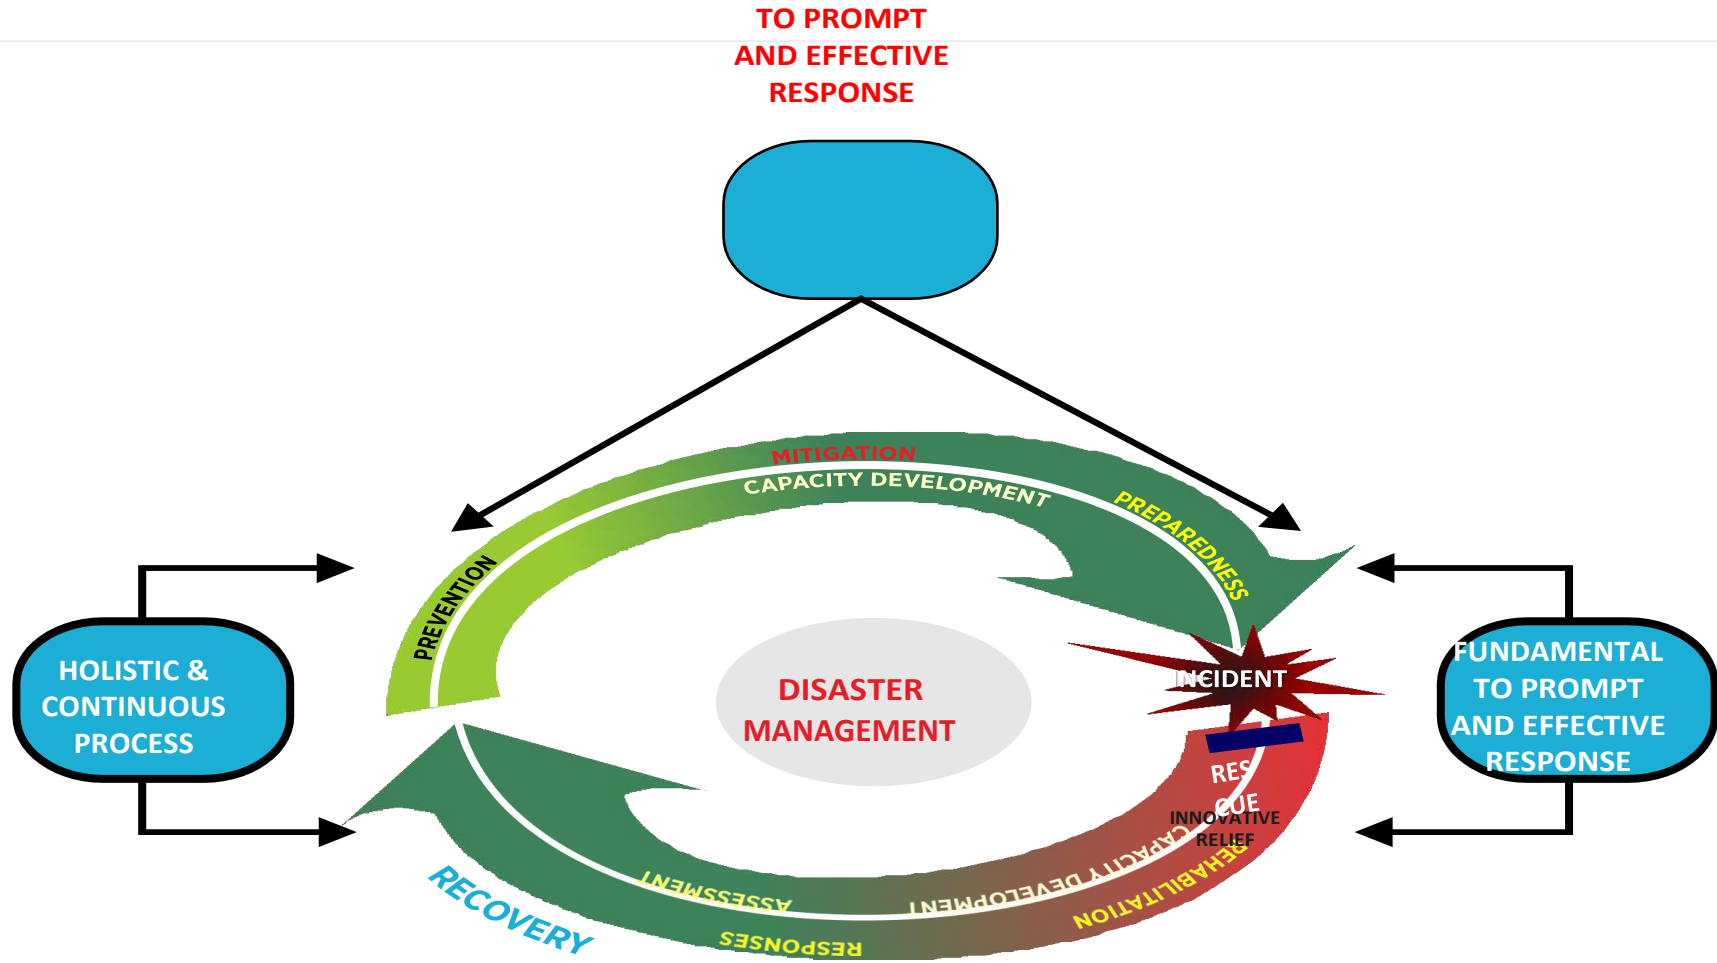 TO PROMPT
AND EFFECTIVE
RESPONSE
MITIGATION
CAPACITY DEVELOPMENT
PREPAREDNESS
PREVENTION
HOLISTIC &
CONTINUOUS
PROCESS
DISASTER
MANAGEMENT
INCIDENT
FUNDAMENTAL
TO PROMPT
AND EFFECTIVE
RESPONSE
RES
CUE
INNOVATIVE
RELIEF
CAPACITY DEVELOPMENT
REHABILITATION
ASSESSMENT
RESPONSES
RECOVERY